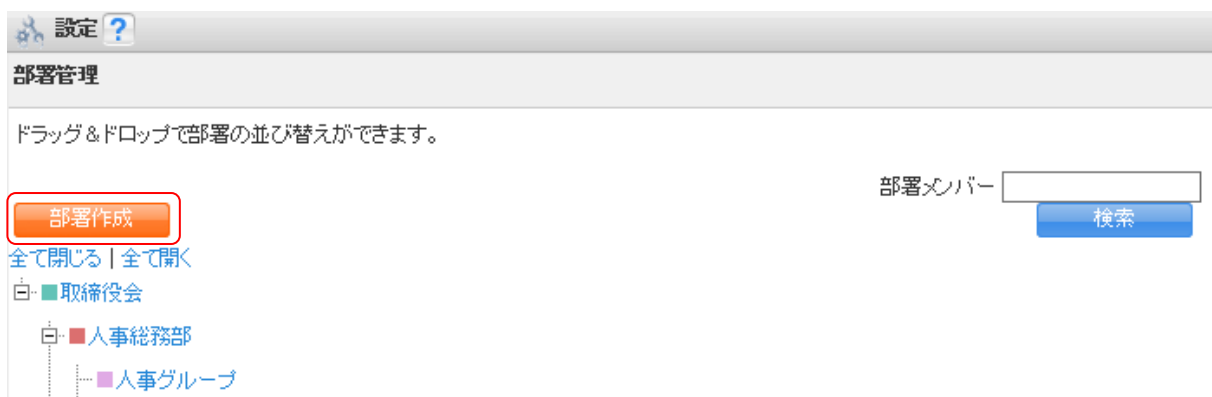 設定 ?
部署管理
ドラッグ&ドロップで部署の並び替えができます。
部署メンバー
部署作成
検索
全て閉じる | 全て開く
取締役会
人事総務部
人事グループ